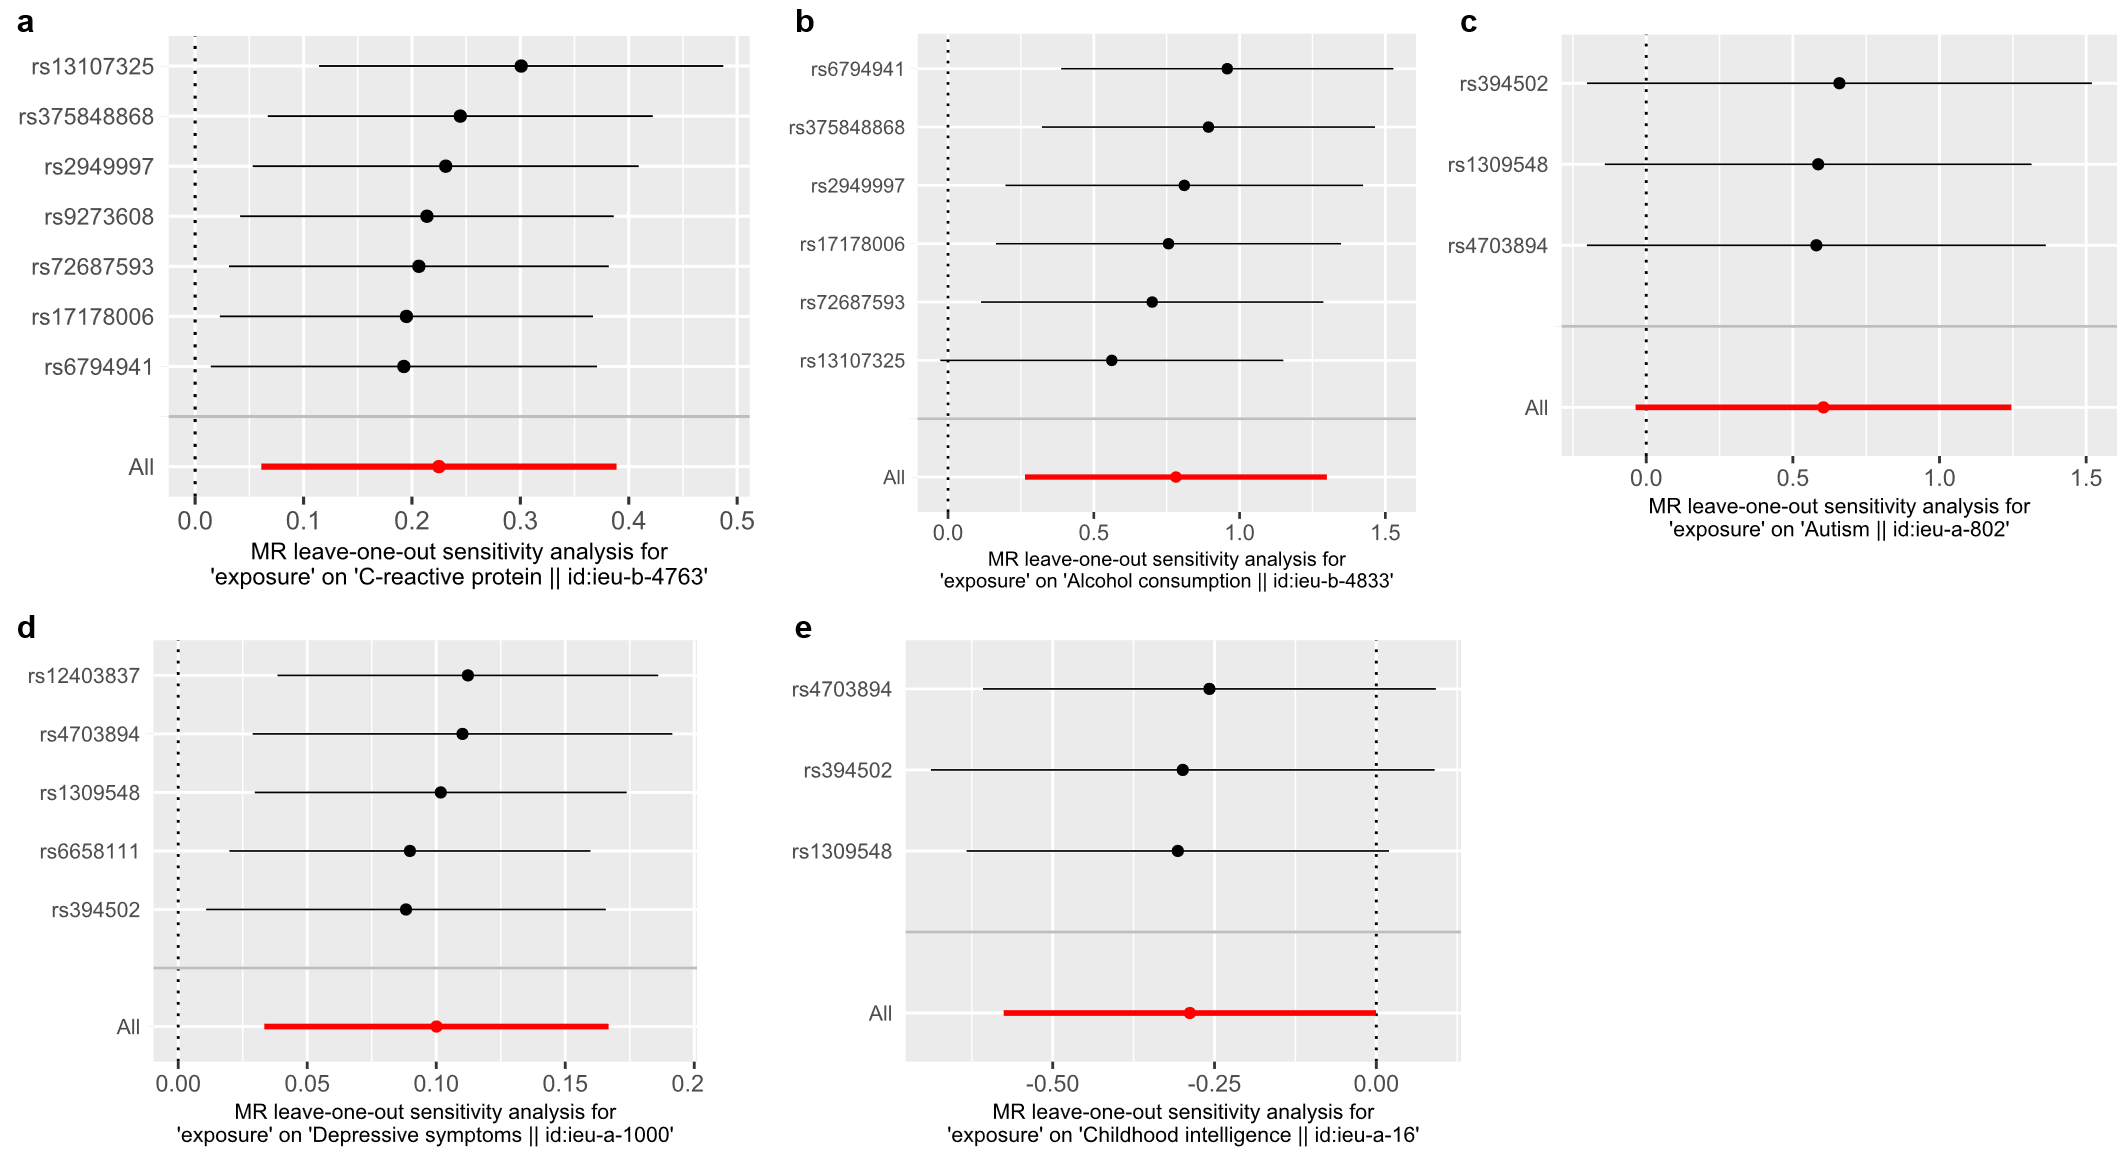 a
rs13107325
rs375848868
rs2949997
rs9273608
rs72687593
rs17178006
rs6794941
All
0.0 0.1 0.2 0.3 0.4 0.5
MR leave-one-out sensitivity analysis for
'exposure' on 'C-reactive protein || id:ieu-b-4763'
b
rs6794941
rs375848868
rs2949997
rs17178006
rs72687593
rs13107325
All
0.0 0.5 1.0 1.5
MR leave-one-out sensitivity analysis for
'exposure' on 'Alcohol consumption || id:ieu-b-4833'
c
rs394502
rs1309548
rs4703894
All
0.0 0.5 1.0 1.5
MR leave-one-out sensitivity analysis for
'exposure' on 'Autism || id:ieu-a-802'
d
rs12403837
rs4703894
rs1309548
rs6658111
rs394502
All
0.00 0.05 0.10 0.15 0.2
MR leave-one-out sensitivity analysis for
'exposure' on 'Depressive symptoms || id:ieu-a-1000'
e
rs4703894
rs394502
rs1309548
All
-0.50 -0.25 0.00
MR leave-one-out sensitivity analysis for
'exposure' on 'Childhood intelligence || id:ieu-a-16'